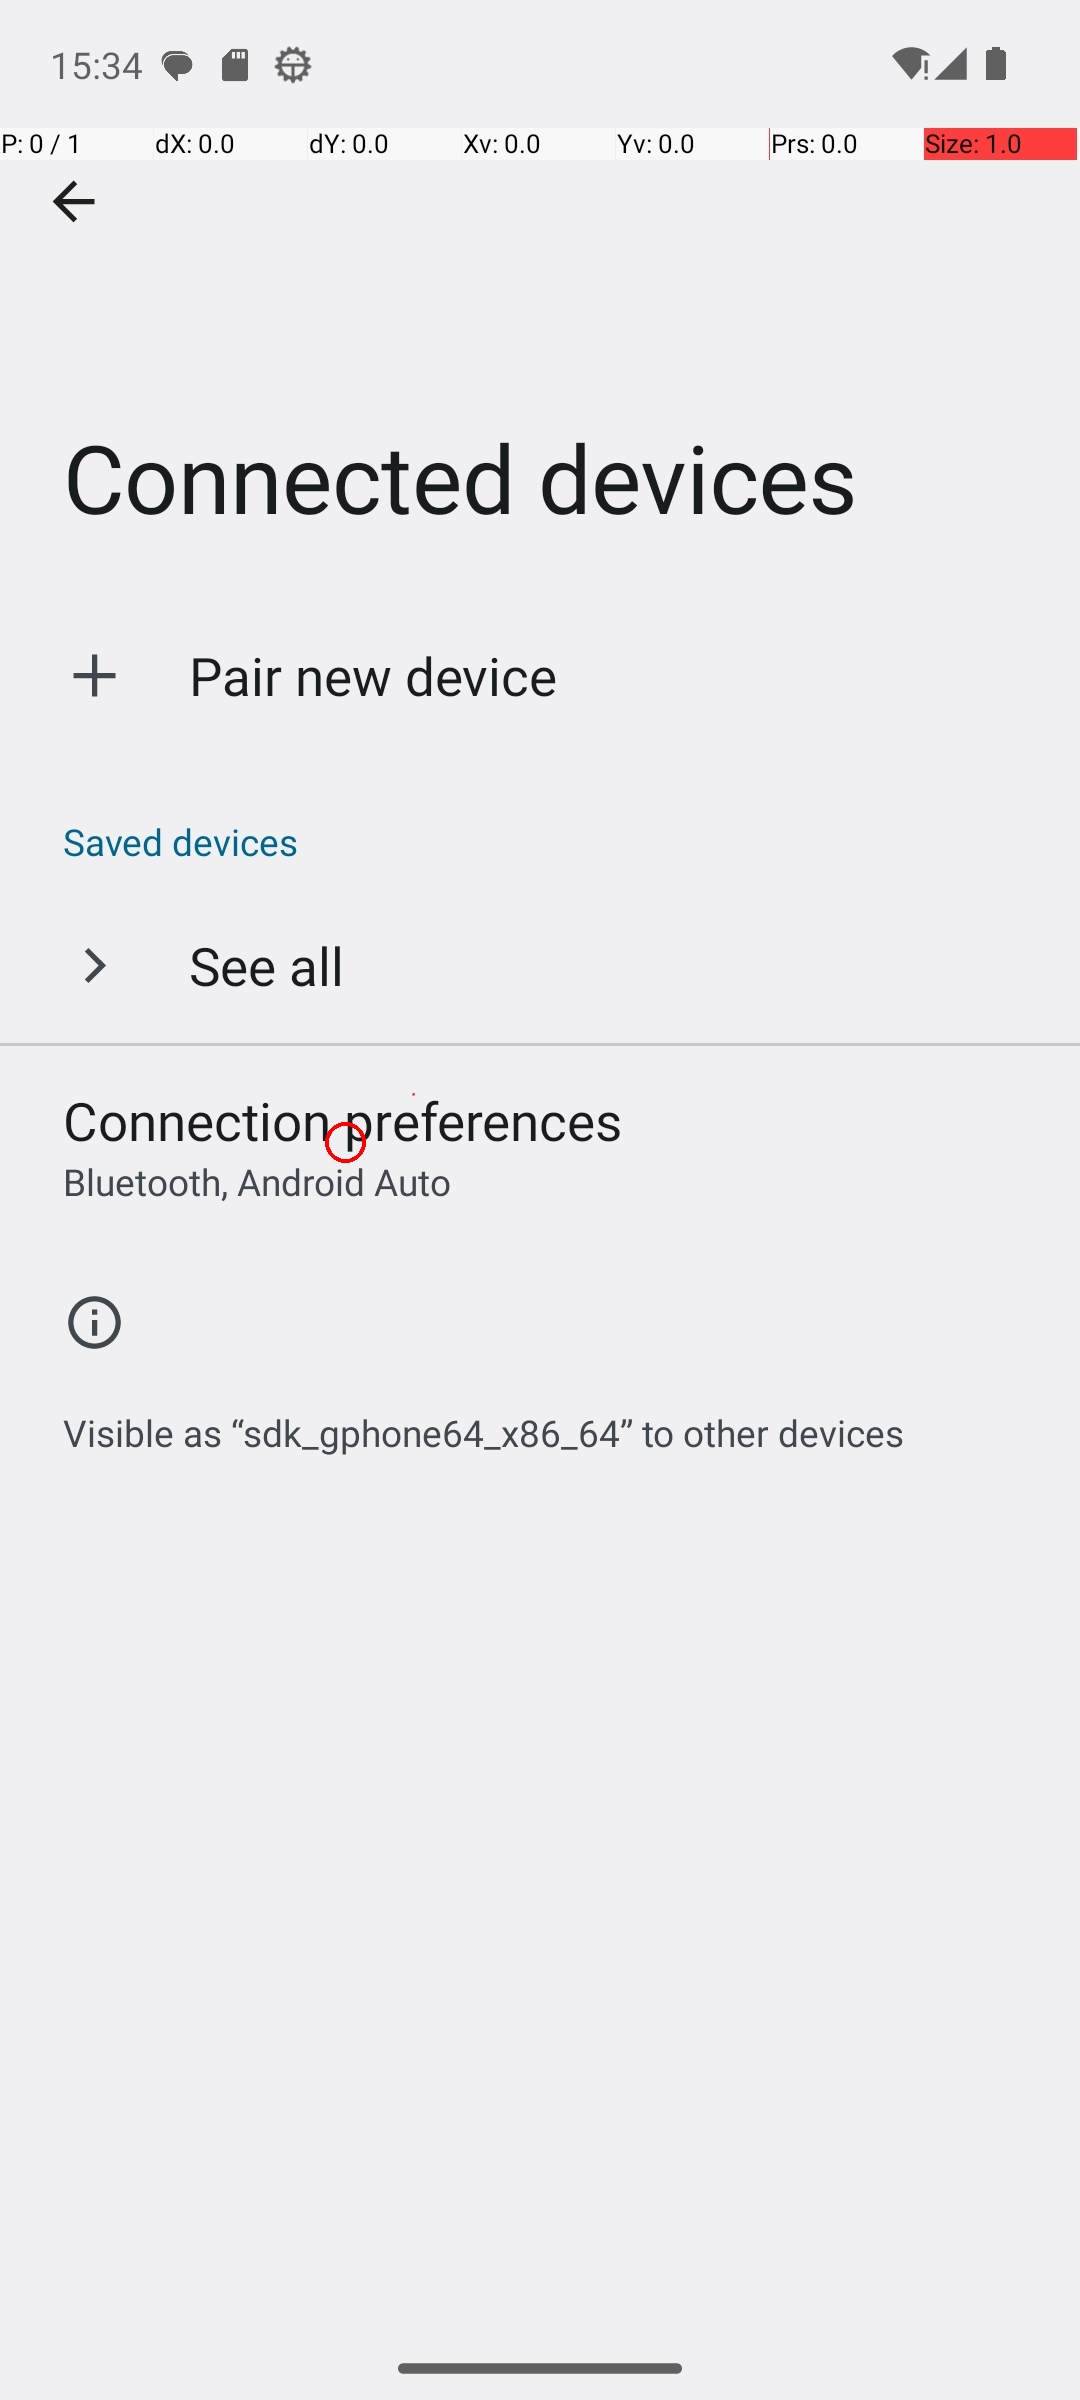 15:34
P: 0 / 1 dX: 0.0 dY: 0.0 Xv: 0.0 Yv: 0.0 Prs: 0.0 Size: 1.0
Connected devices
Pair new device
Saved devices
See all
Connection preferences
Bluetooth, Android Auto
Visible as “sdk_gphone64_x86_64” to other devices